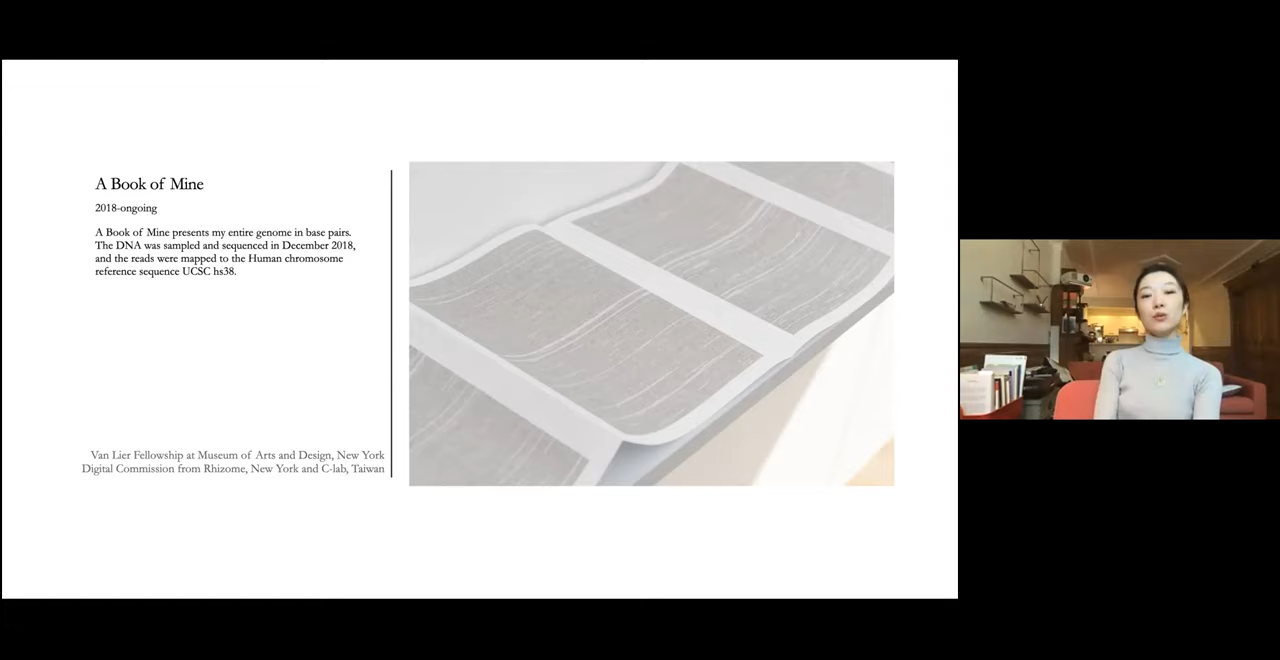 A Book of Mine
2018-ongoing
A Book of Mine presents my entire genome in base pairs.
The DNA was sampled and sequenced in December 2018,
and the reads were mapped to the Human chromosome
reference sequence UCSC hs38.
Van Lier Fellowship at Museum of Arts and Design, New York
Digital Commission from Rhizome, New York and C-lab, Taiwan